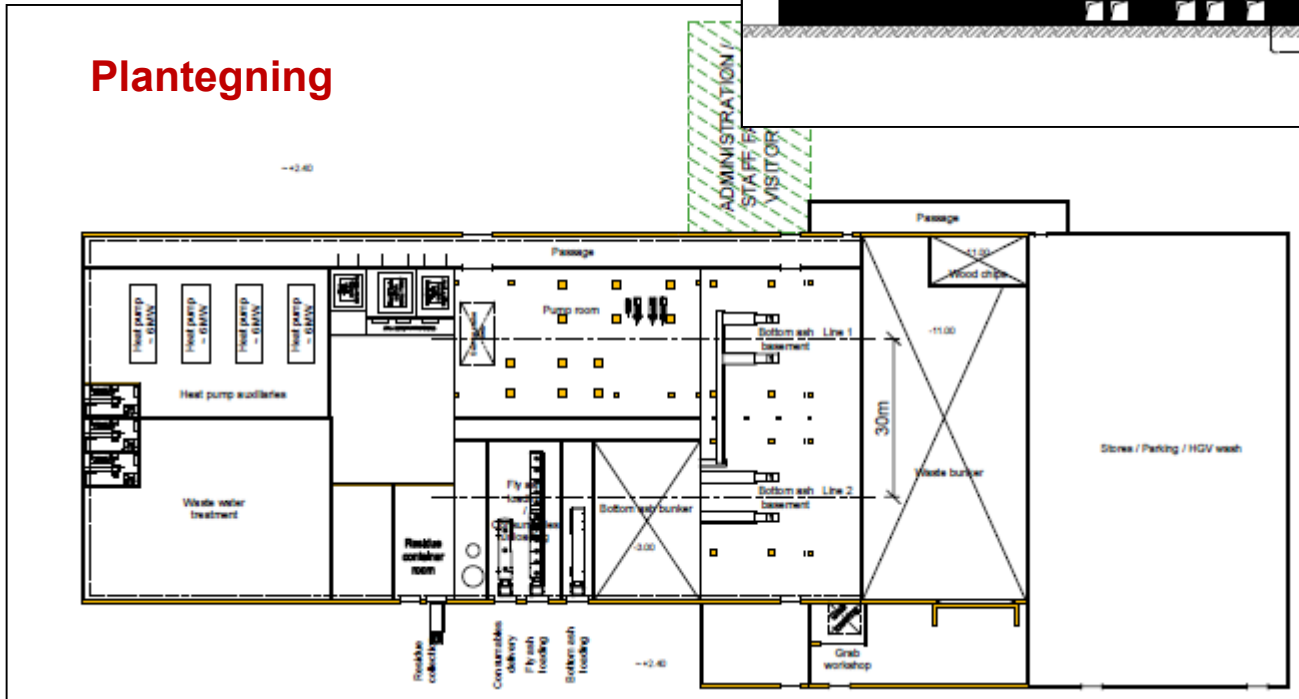 Plantegning
ADMINISTRATION /
STAFF FA
VISITOR
~+2.40
Passage
Passage
-11.00
Wood chips
Heat pump
~ 6MW
Heat pump
~ 6MW
Heat pump
~ 6MW
Heat pump
~ 6MW
Pump room
Bottom ash Line 1
basement
-11.00
Heat pump auxiliaries
30m
Stores / Parking / HGV wash
Waste bunker
Waste water
treatment
Fly ash
loading
/
Consumables
unloading
Bottom ash bunker
-3.00
Bottom ash Line 2
basement
Residue
container
room
Residue
collection
Consumables
delivery
Fly ash
loading
Bottom ash
loading
~+2.40
Grab
workshop